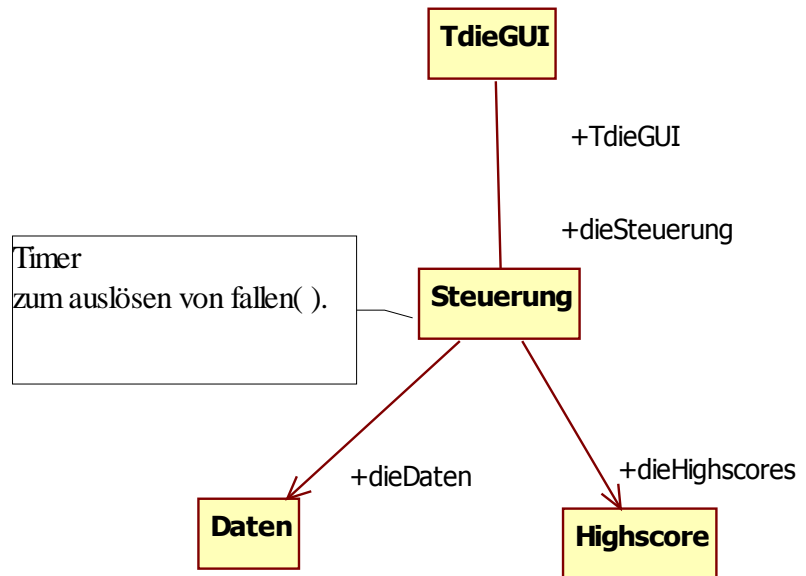 TdieGUI
+TdieGUI
+dieSteuerung
Timer
zum auslösen von fallen( ).
Steuerung
+dieDaten
+dieHighscores
Daten
Highscore